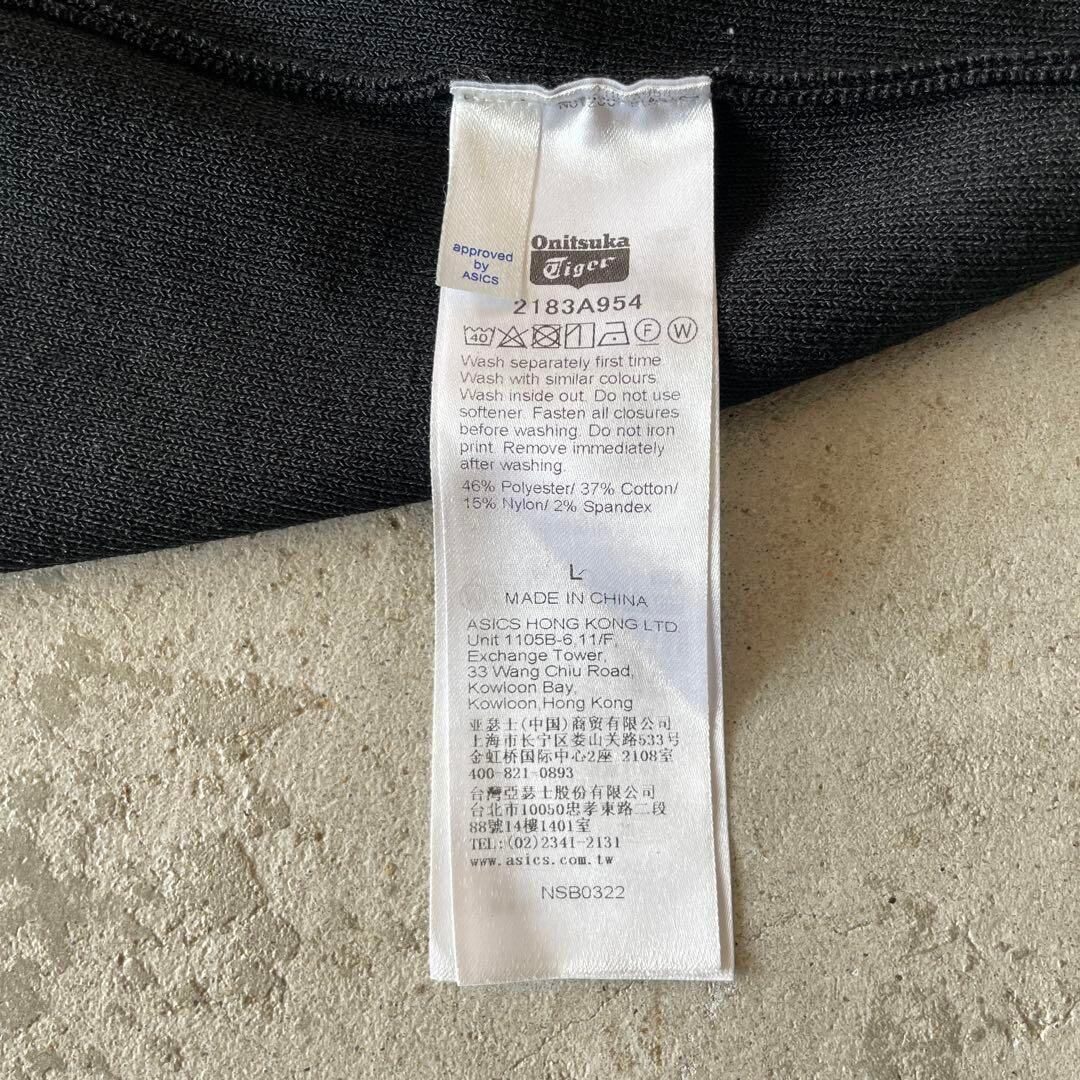 approved
by
ASICS
Onitsuka
Tiger
2183A954
40 F W
Wash separately first time.
Wash with similar colours.
Wash inside out. Do not use
softener. Fasten all closures
before washing. Do not iron
print. Remove immediately
after washing.
46% Polyester/ 37% Cotton/
15% Nylon/ 2% Spandex
L
MADE IN CHINA
ASICS HONG KONG LTD.
Unit 1105B-6,11/F,
Exchange Tower,
33 Wang Chiu Road,
Kowloon Bay,
Kowloon,Hong Kong
亚瑟士(中国)商贸有限公司
上海市长宁区娄山关路533号
金虹桥国际中心2座 2108室
400-821-0893
台灣亞瑟士股份有限公司
台北市10050忠孝東路二段
88號14樓1401室
TEL:(02)2341-2131
www.asics.com.tw
NSB0322